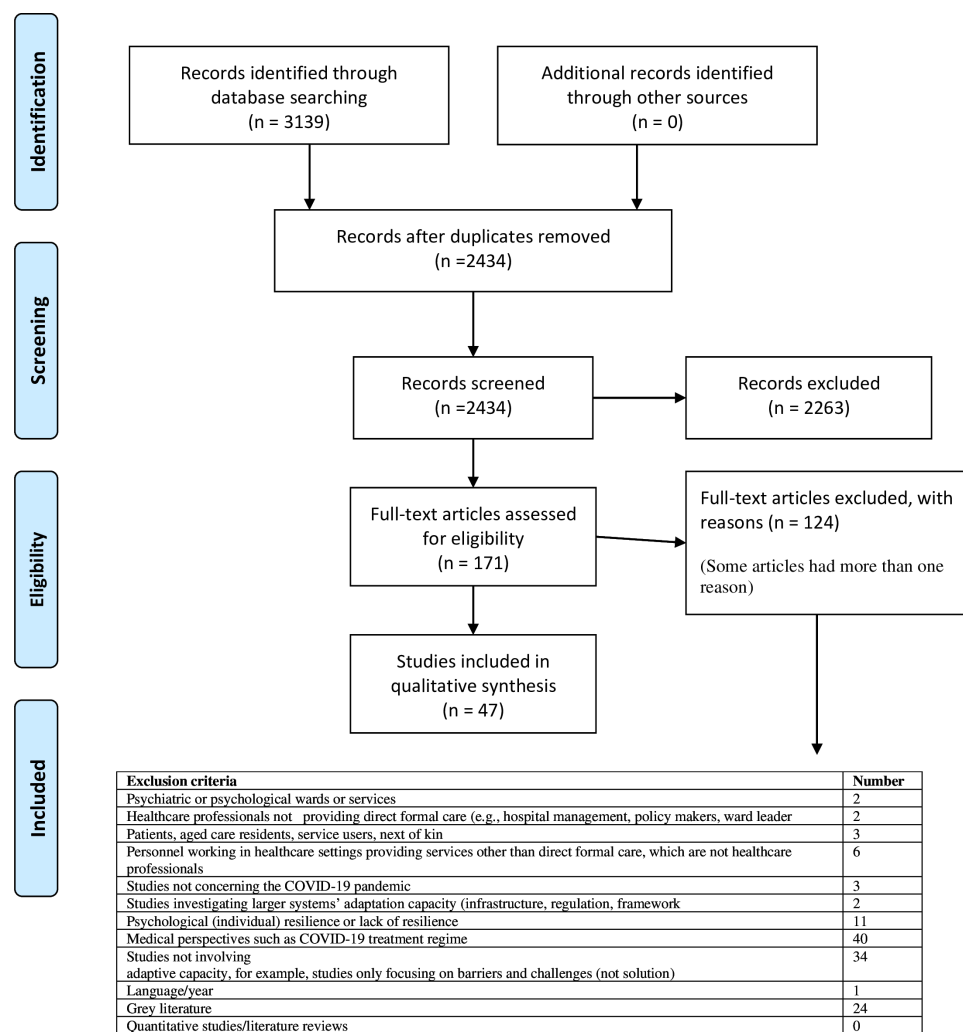 Identification
Records identified through
database searching
(n = 3139)
Additional records identified
through other sources
(n = 0)
Records after duplicates removed
(n =2434)
Screening
Records screened
(n =2434)
Records excluded
(n = 2263)
Eligibility
Full-text articles assessed
for eligibility
(n = 171)
Full-text articles excluded, with
reasons (n = 124)
(Some articles had more than one
reason)
Studies included in
qualitative synthesis
(n = 47)
Included
Exclusion criteria Number
Psychiatric or psychological wards or services 2
Healthcare professionals not providing direct formal care (e.g., hospital management, policy makers, ward leader 2
Patients, aged care residents, service users, next of kin 3
Personnel working in healthcare settings providing services other than direct formal care, which are not healthcare 6
professionals
Studies not concerning the COVID-19 pandemic 3
Studies investigating larger systems' adaptation capacity (infrastructure, regulation, framework 2
Psychological (individual) resilience or lack of resilience 11
Medical perspectives such as COVID-19 treatment regime 40
Studies not involving 34
adaptive capacity, for example, studies only focusing on barriers and challenges (not solution)
Language/year 1
Grey literature 24
Quantitative studies/literature reviews 0